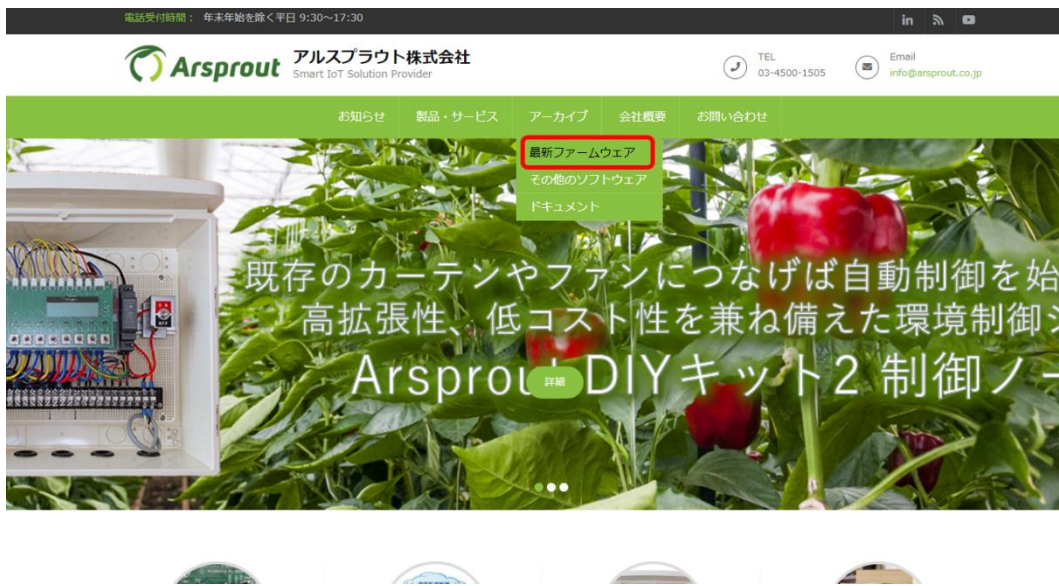 電話受付時間： 年末年始を除く平日 9:30～17:30
Arsprout
アルスプラウト株式会社
Smart IoT Solution Provider
TEL
03-4500-1505
Email
info@arsprout.co.jp
お知らせ 製品・サービス アーカイブ 会社概要 お問い合わせ
最新ファームウェア
その他のソフトウェア
ドキュメント
既存のカーテンやファンにつなげば自動制御を始
高拡張性、低コスト性を兼ね備えた環境制御シ
Arsprout DIYキット2 制御ノー
詳細